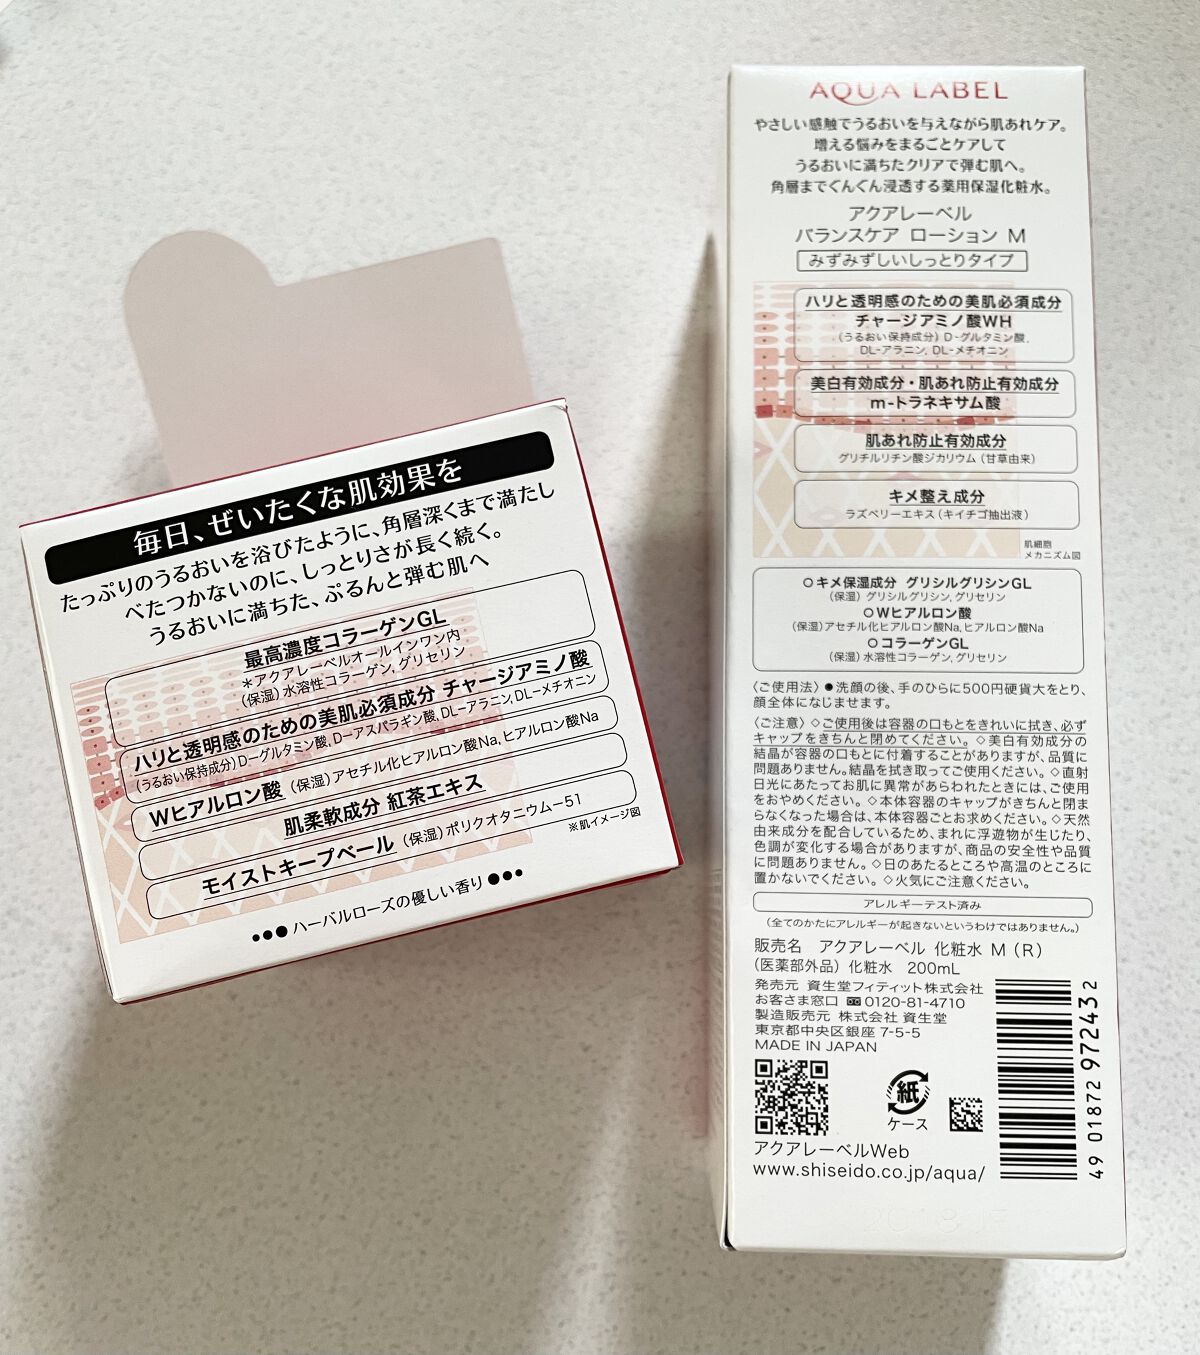 毎日、ぜいたくな肌効果を
たっぷりのうるおいを浴びたように、角層深くまで満たし
べたつかないのに、しっとりさが長く続く。
うるおいに満ちた、ぷるんと弾む肌へ
最高濃度コラーゲンGL
＊アクアレーベルオールインワン内
(保湿)水溶性コラーゲン,グリセリン
ハリと透明感のための美肌必須成分 チャージアミノ酸
(うるおい保持成分)D-グルタミン酸,D-アスパラギン酸,DL-アラニン,DL-メチオニン
Wヒアルロン酸 (保湿)アセチル化ヒアルロン酸Na,ヒアルロン酸Na
肌柔軟成分 紅茶エキス
モイストキープベール (保湿)ポリクオタニウム-51
※肌イメージ図
●●●ハーバルローズの優しい香り●●●
AQUA LABEL
やさしい感触でうるおいを与えながら肌あれケア。
増える悩みをまるごとケアして
うるおいに満ちたクリアで弾む肌へ。
角層までぐんぐん浸透する薬用保湿化粧水。
アクアレーベル
バランスケア ローション M
みずみずしいしっとりタイプ
ハリと透明感のための美肌必須成分
チャージアミノ酸WH
(うるおい保持成分) D-グルタミン酸,
DL-アラニン, DL-メチオニン
美白有効成分・肌あれ防止有効成分
m-トラネキサム酸
肌あれ防止有効成分
グリチルリチン酸ジカリウム (甘草由来)
キメ整え成分
ラズベリーエキス(キイチゴ抽出液)
肌細胞
メカニズム図
○キメ保湿成分 グリシルグリシンGL
(保湿) グリシルグリシン, グリセリン
○Wヒアルロン酸
(保湿)アセチル化ヒアルロン酸Na,ヒアルロン酸Na
○コラーゲンGL
(保湿) 水溶性コラーゲン, グリセリン
〈ご使用法〉●洗顔の後、手のひらに500円硬貨大をとり、
顔全体になじませます。
〈ご注意〉◇ご使用後は容器の口もとをきれいに拭き、必ず
キャップをきちんと閉めてください。◇美白有効成分の
結晶が容器の口もとに付着することがありますが、品質に
問題ありません。結晶を拭き取ってご使用ください。◇直射
日光にあたってお肌に異常があらわれたときには、ご使用
をおやめください。◇本体容器のキャップがきちんと閉ま
らなくなった場合は、本体容器ごとお求めください。◇天然
由来成分を配合しているため、まれに浮遊物が生じたり、
色調が変化する場合がありますが、商品の安全性や品質
に問題ありません。◇日のあたるところや高温のところに
置かないでください。◇火気にご注意ください。
アレルギーテスト済み
(全てのかたにアレルギーが起きないというわけではありません。)
販売名 アクアレーベル 化粧水 M (R)
(医薬部外品) 化粧水 200mL
発売元 資生堂フィティット株式会社
お客さま窓口 0120-81-4710
製造販売元 株式会社 資生堂
東京都中央区銀座 7-5-5
MADE IN JAPAN
紙
ケース
アクアレーベルWeb
www.shiseido.co.jp/aqua/
49 01872 972432